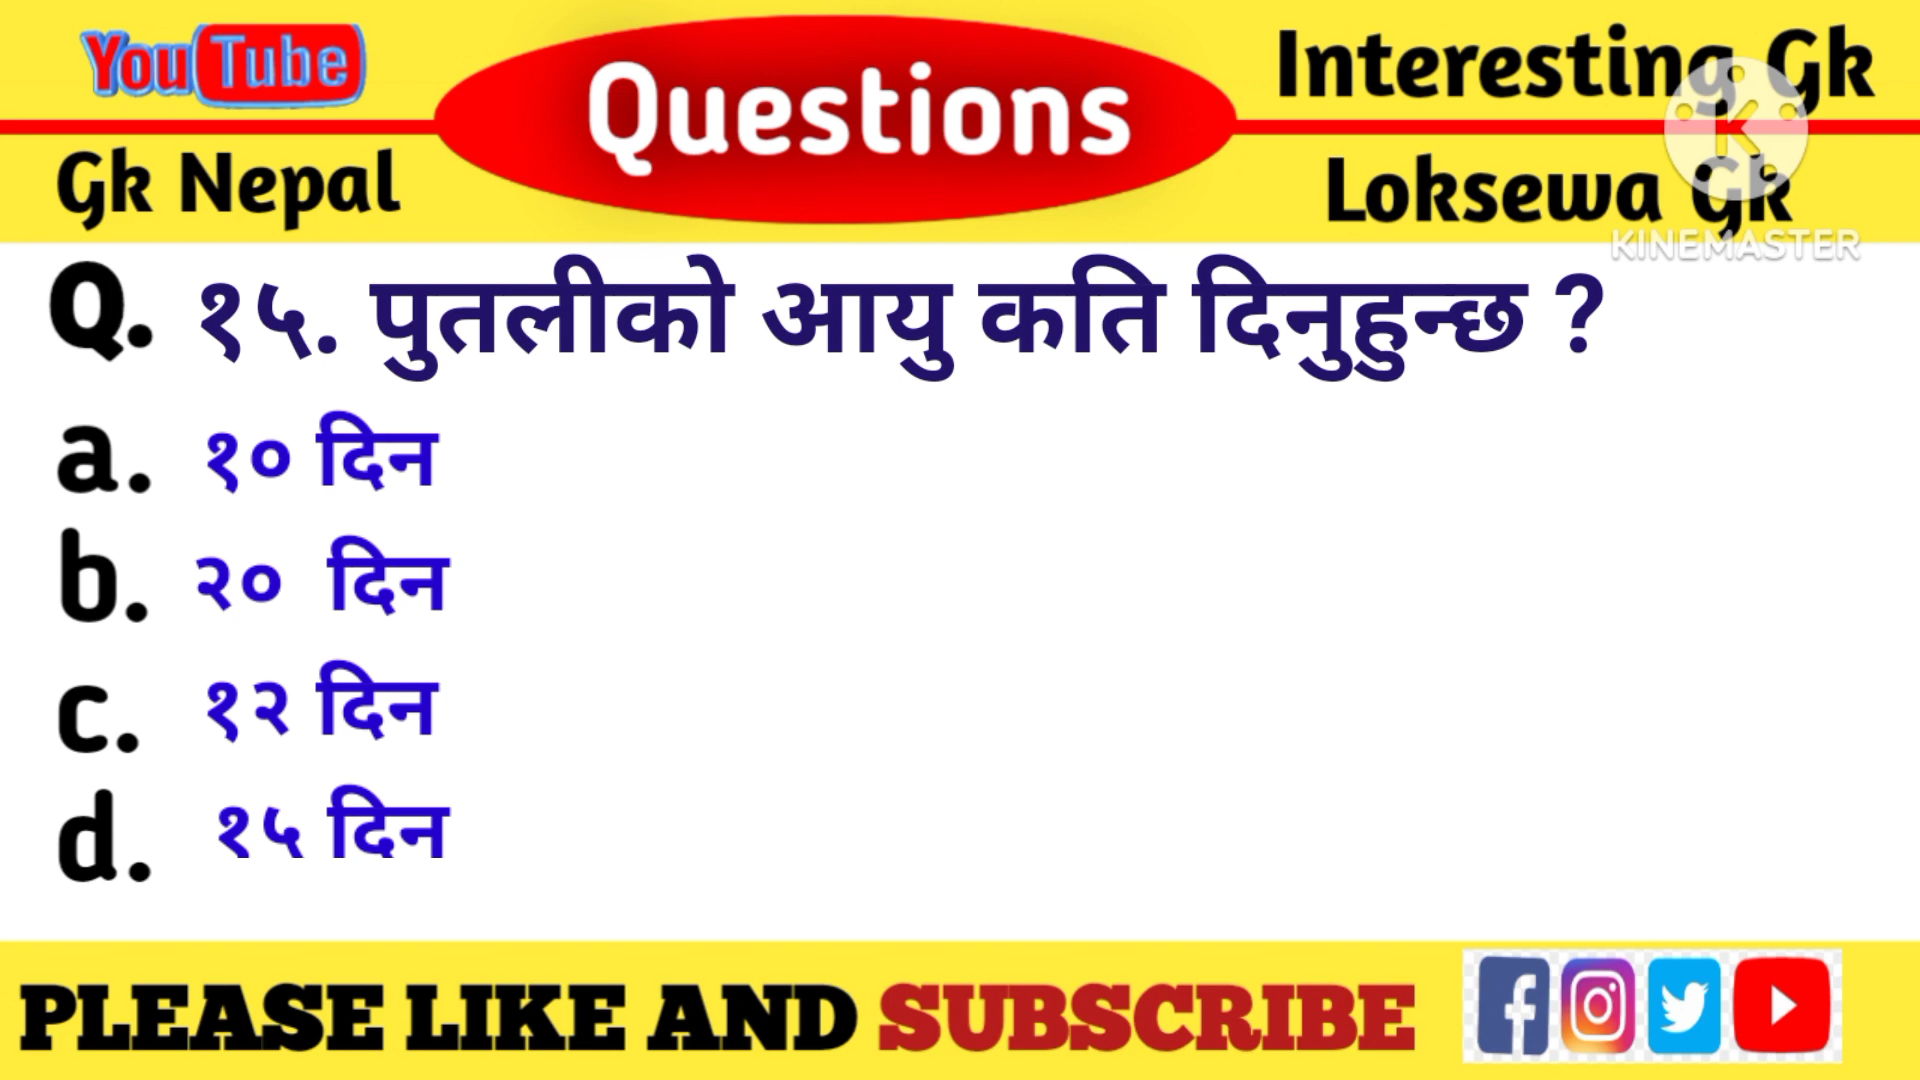 YouTube
Questions
Interesting Gk
Gk Nepal
Loksewa Gk
KINEMASTER
Q. १५. पुतलीको आयु कति दिनुहुन्छ ?
a. १० दिन
b. २० दिन
c. १२ दिन
d. १५ दिन
PLEASE LIKE AND SUBSCRIBE